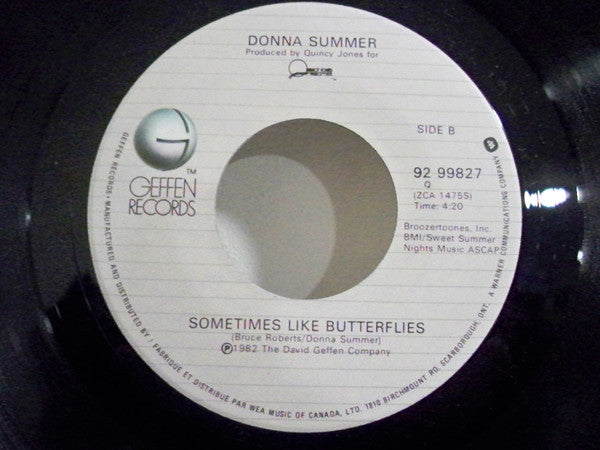 DONNA SUMMER
Produced by Quincy Jones for
SIDE B
G
TM
GEFFEN
RECORDS
92 99827
Q
(ZCA 1475S)
Time: 4:20
Broozertoones, Inc.
BMI/Sweet Summer
Nights Music ASCAP
SOMETIMES LIKE BUTTERFLIES
(Bruce Roberts/Donna Summer)
℗1982 The David Geffen Company
GEFFEN RECORDS • MANUFACTURED AND DISTRIBUTED BY / FABRIQUE ET DISTRIBUE PAR WEA MUSIC OF CANADA, LTD. 1810 BIRCHMOUNT RD, SCARBOROUGH, ONT. A WARNER COMMUNICATIONS COMPANY